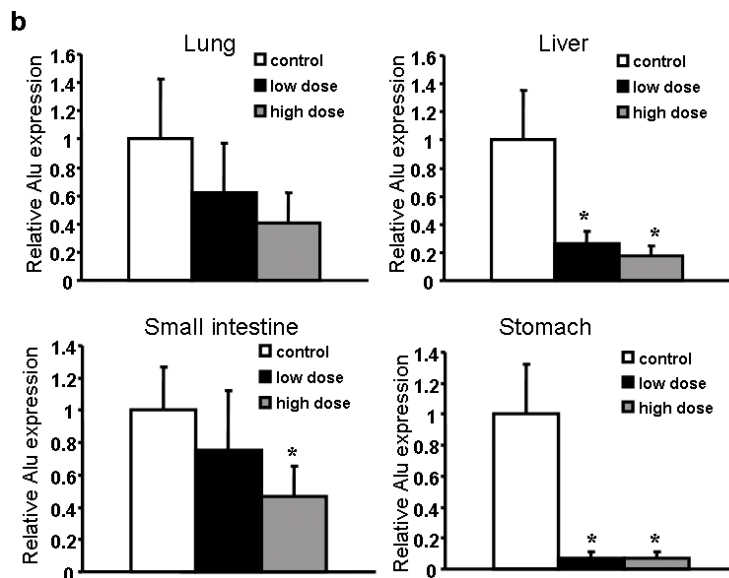 b
Lung
Relative Alu expression
1.6
1.4
1.2
1
0.8
0.6
0.4
0.2
0
control
low dose
high dose
Liver
Relative Alu expression
1.6
1.4
1.2
1
0.8
0.6
0.4
0.2
0
control
low dose
high dose
*
*
Small intestine
Relative Alu expression
1.4
1.2
1
0.8
0.6
0.4
0.2
0
control
low dose
high dose
*
Stomach
Relative Alu expression
1.4
1.2
1
0.8
0.6
0.4
0.2
0
control
low dose
high dose
*
*